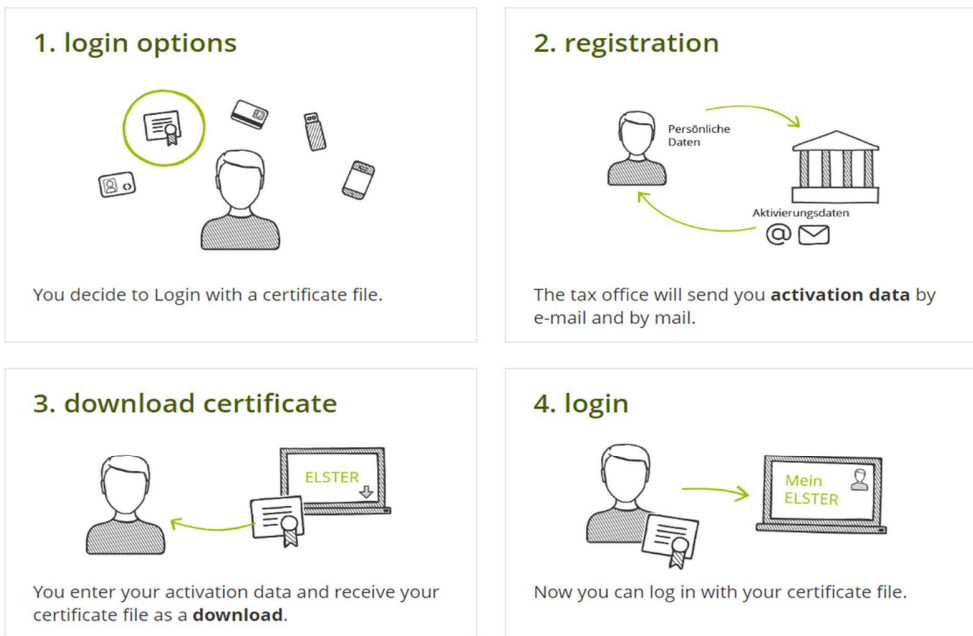 1. login options
You decide to Login with a certificate file.
2. registration
Persönliche
Daten
Aktivierungsdaten
@
The tax office will send you activation data by
e-mail and by mail.
3. download certificate
ELSTER
You enter your activation data and receive your
certificate file as a download.
4. login
Mein
ELSTER
Now you can log in with your certificate file.